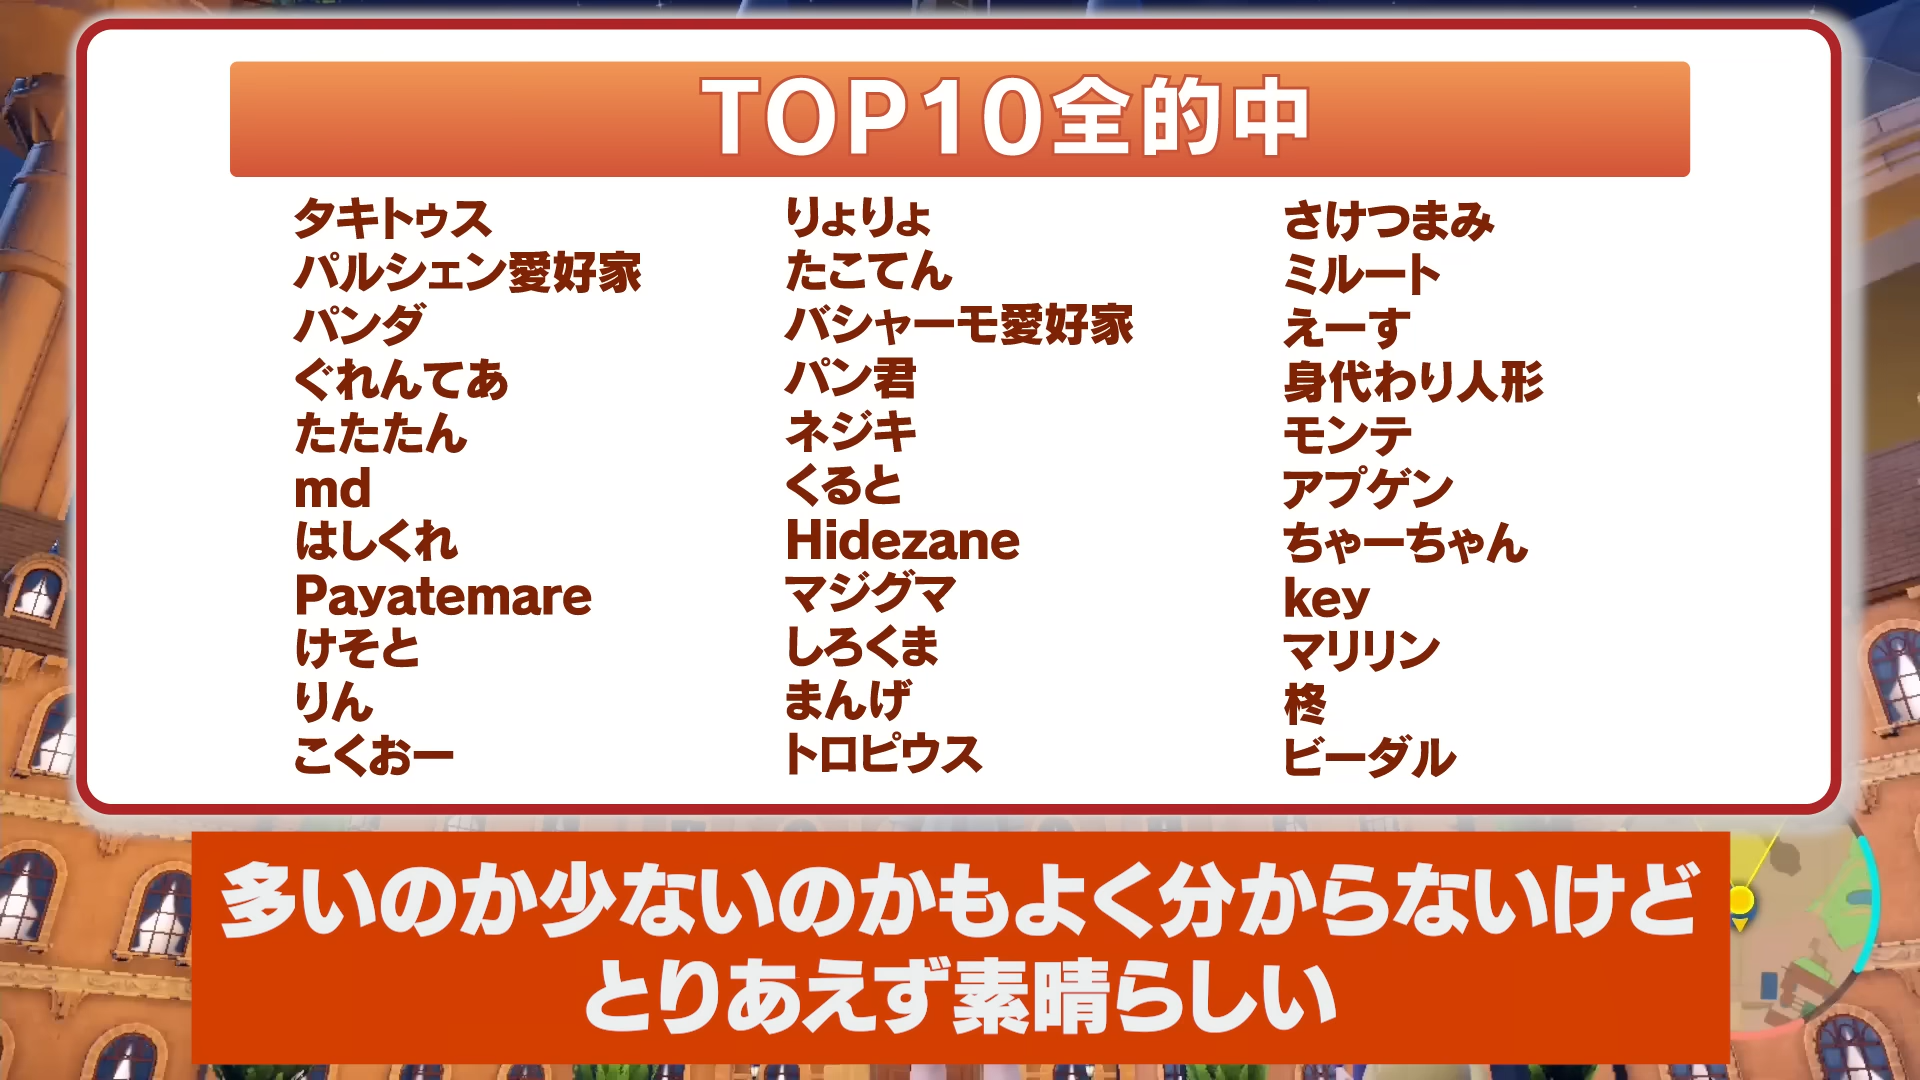 TOP10全的中
タキトゥス
パルシェン愛好家
パンダ
ぐれんてあ
たたたん
md
はしくれ
Payatemare
けそと
りん
こくおー
りょりょ
たこてん
バシャーモ愛好家
パン君
ネジキ
くると
Hidezane
マジグマ
しろくま
まんげ
トロピウス
さけつまみ
ミルート
えーす
身代わり人形
モンテ
アプゲン
ちゃーちゃん
key
マリリン
柊
ビーダル
多いのか少ないのかもよく分からないけど
とりあえず素晴らしい